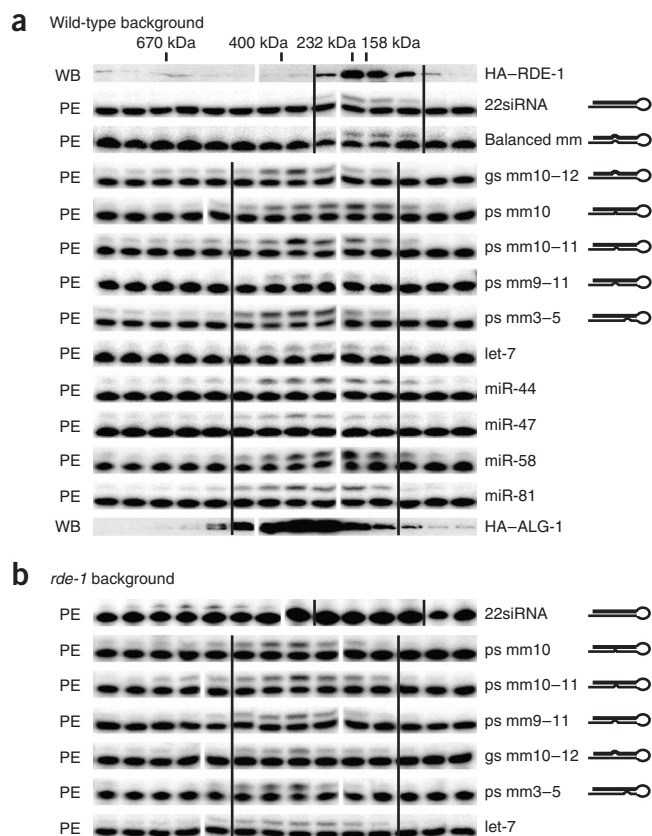 a Wild-type background
670 kDa 400 kDa 232 kDa 158 kDa
WB HA–RDE-1
PE 22siRNA
PE Balanced mm
PE gs mm10–12
PE ps mm10
PE ps mm10–11
PE ps mm9–11
PE ps mm3–5
PE let-7
PE miR-44
PE miR-47
PE miR-58
PE miR-81
WB HA–ALG-1
b rde-1 background
PE 22siRNA
PE ps mm10
PE ps mm10–11
PE ps mm9–11
PE gs mm10–12
PE ps mm3–5
PE let-7